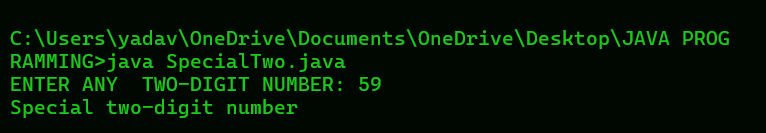 C:\Users\yadav\OneDrive\Documents\OneDrive\Desktop\JAVA PROG
RAMMING>java SpecialTwo.java
ENTER ANY  TWO-DIGIT NUMBER: 59
Special two-digit number